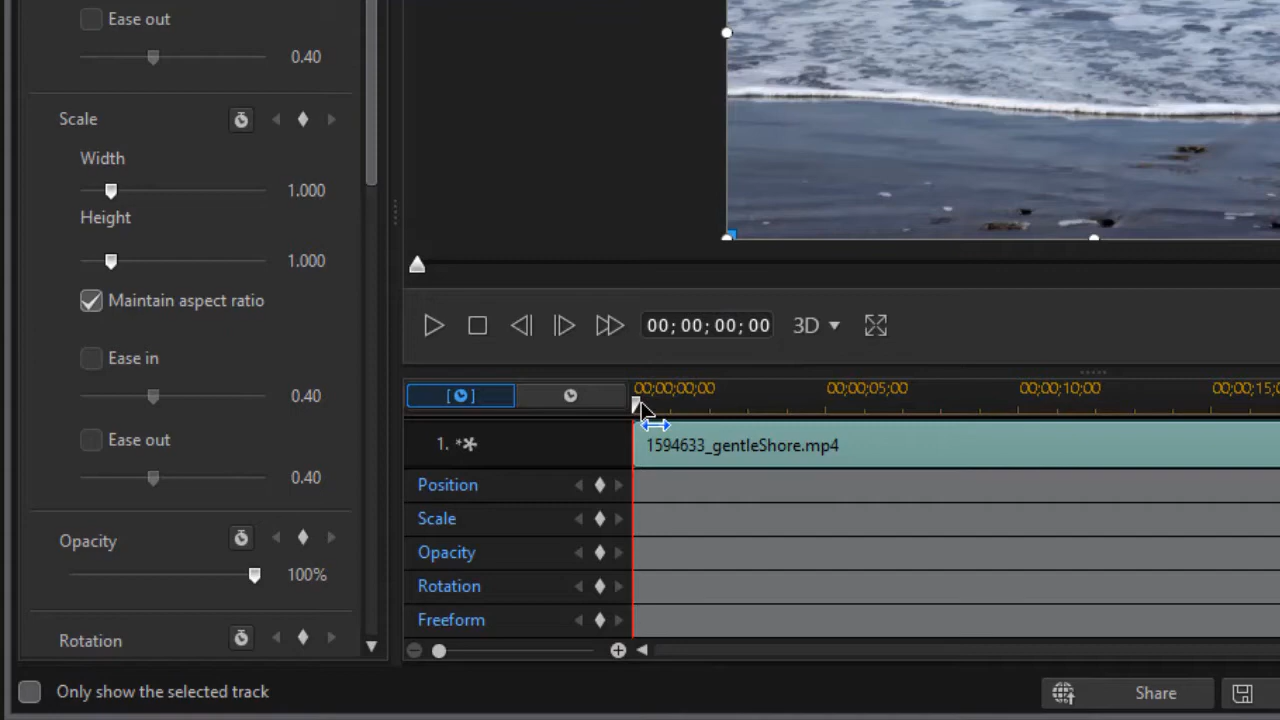 Ease out
0.40
Scale
Width
1.000
Height
1.000
Maintain aspect ratio
Ease in
0.40
Ease out
0.40
Opacity
100%
Rotation
00;00;00;00
3D
00;00;00;00 00;00;05;00 00;00;10;00 00;00;15;0
1. 1594633_gentleShore.mp4
Position
Scale
Opacity
Rotation
Freeform
Only show the selected track
Share